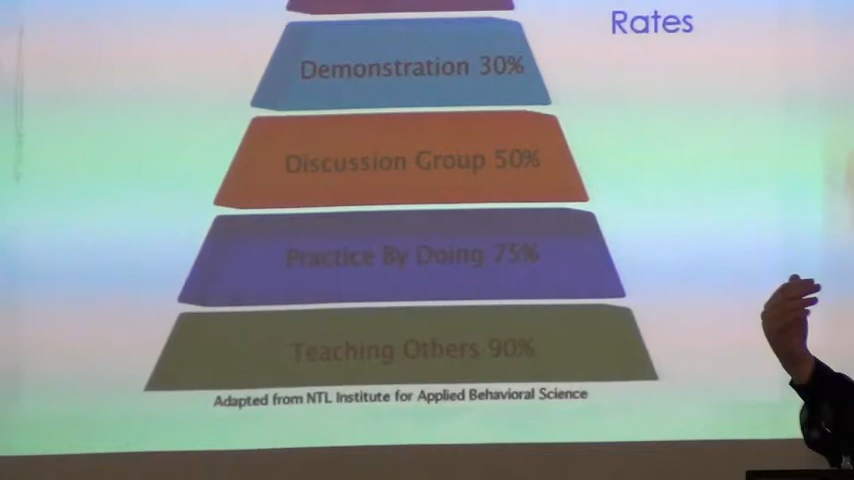 Rates
Demonstration 30%
Discussion Group 50%
Practice By Doing 75%
Teaching Others 90%
Adapted from NTL Institute for Applied Behavioral Science